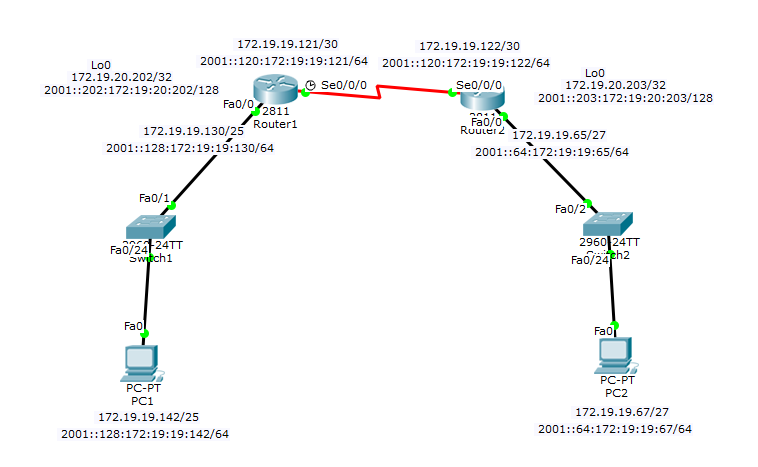 172.19.19.121/30
2001::120:172:19:19:121/64
172.19.19.122/30
2001::120:172:19:19:122/64
Lo0
172.19.20.202/32
2001::202:172:19:20:202/128
Lo0
172.19.20.203/32
2001::203:172:19:20:203/128
Se0/0/0
Se0/0/0
Fa0/0
2811
Router1
Fa0/0
2811
Router2
172.19.19.130/25
2001::128:172:19:19:130/64
172.19.19.65/27
2001::64:172:19:19:65/64
Fa0/1
2960-24TT
Switch1
Fa0/24
Fa0/2
2960-24TT
Switch2
Fa0/24
Fa0
PC-PT
PC1
172.19.19.142/25
2001::128:172:19:19:142/64
Fa0
PC-PT
PC2
172.19.19.67/27
2001::64:172:19:19:67/64